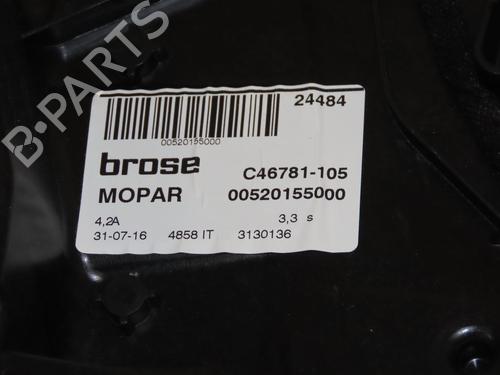 B-PARTS
24484
00520155000
brose C46781-105
MOPAR 00520155000
4,2A 3,3 s
31-07-16 4858 IT 3130136